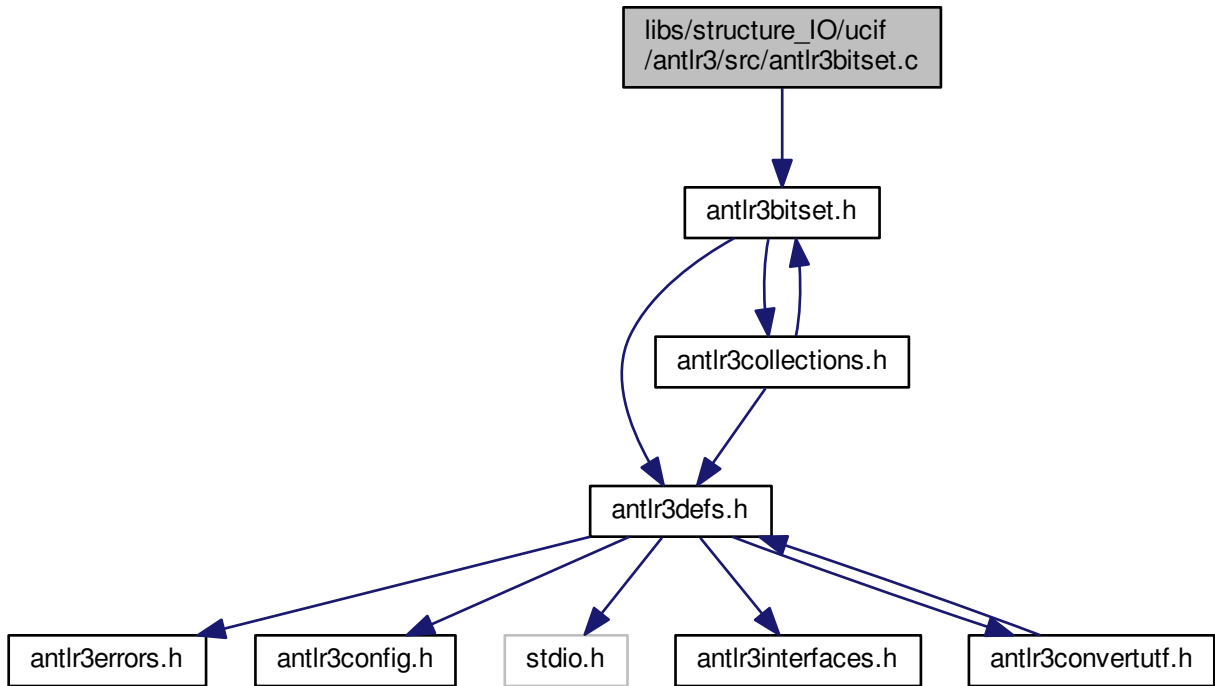 libs/structure_IO/ucif
/antlr3/src/antlr3bitset.c
antlr3bitset.h
antlr3collections.h
antlr3defs.h
antlr3errors.h
antlr3config.h
stdio.h
antlr3interfaces.h
antlr3convertutf.h